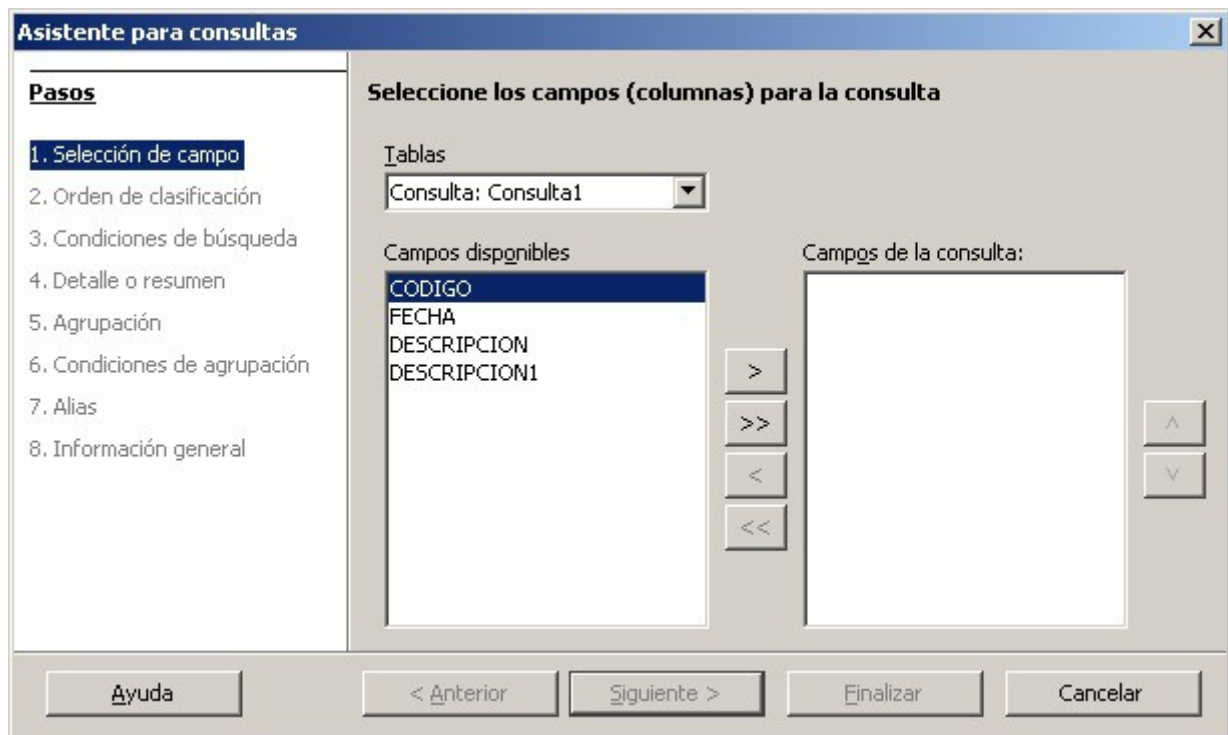 Asistente para consultas
Pasos
1. Selección de campo
2. Orden de clasificación
3. Condiciones de búsqueda
4. Detalle o resumen
5. Agrupación
6. Condiciones de agrupación
7. Alias
8. Información general
Seleccione los campos (columnas) para la consulta
Tablas
Consulta: Consulta1
Campos disponibles
CODIGO
FECHA
DESCRIPCION
DESCRIPCION1
>
>>
<
<<
Campos de la consulta:
Ayuda
< Anterior
Siguiente >
Finalizar
Cancelar